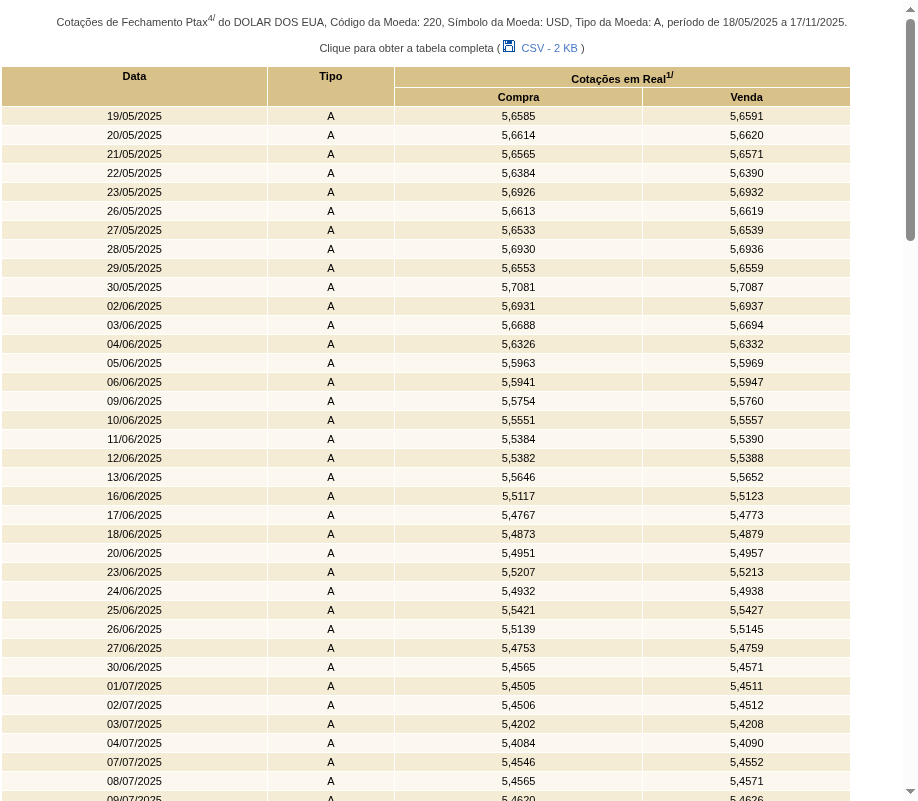 Cotações de Fechamento Ptax4/ do DOLAR DOS EUA, Código da Moeda: 220, Símbolo da Moeda: USD, Tipo da Moeda: A, período de 18/05/2025 a 17/11/2025.
Clique para obter a tabela completa ( CSV - 2 KB )
Data Tipo Cotações em Real1/
Compra Venda
19/05/2025 A 5,6585 5,6591
20/05/2025 A 5,6614 5,6620
21/05/2025 A 5,6565 5,6571
22/05/2025 A 5,6384 5,6390
23/05/2025 A 5,6926 5,6932
26/05/2025 A 5,6613 5,6619
27/05/2025 A 5,6533 5,6539
28/05/2025 A 5,6930 5,6936
29/05/2025 A 5,6553 5,6559
30/05/2025 A 5,7081 5,7087
02/06/2025 A 5,6931 5,6937
03/06/2025 A 5,6688 5,6694
04/06/2025 A 5,6326 5,6332
05/06/2025 A 5,5963 5,5969
06/06/2025 A 5,5941 5,5947
09/06/2025 A 5,5754 5,5760
10/06/2025 A 5,5551 5,5557
11/06/2025 A 5,5384 5,5390
12/06/2025 A 5,5382 5,5388
13/06/2025 A 5,5646 5,5652
16/06/2025 A 5,5117 5,5123
17/06/2025 A 5,4767 5,4773
18/06/2025 A 5,4873 5,4879
20/06/2025 A 5,4951 5,4957
23/06/2025 A 5,5207 5,5213
24/06/2025 A 5,4932 5,4938
25/06/2025 A 5,5421 5,5427
26/06/2025 A 5,5139 5,5145
27/06/2025 A 5,4753 5,4759
30/06/2025 A 5,4565 5,4571
01/07/2025 A 5,4505 5,4511
02/07/2025 A 5,4506 5,4512
03/07/2025 A 5,4202 5,4208
04/07/2025 A 5,4084 5,4090
07/07/2025 A 5,4546 5,4552
08/07/2025 A 5,4565 5,4571
09/07/2025 A 5,4620 5,4626